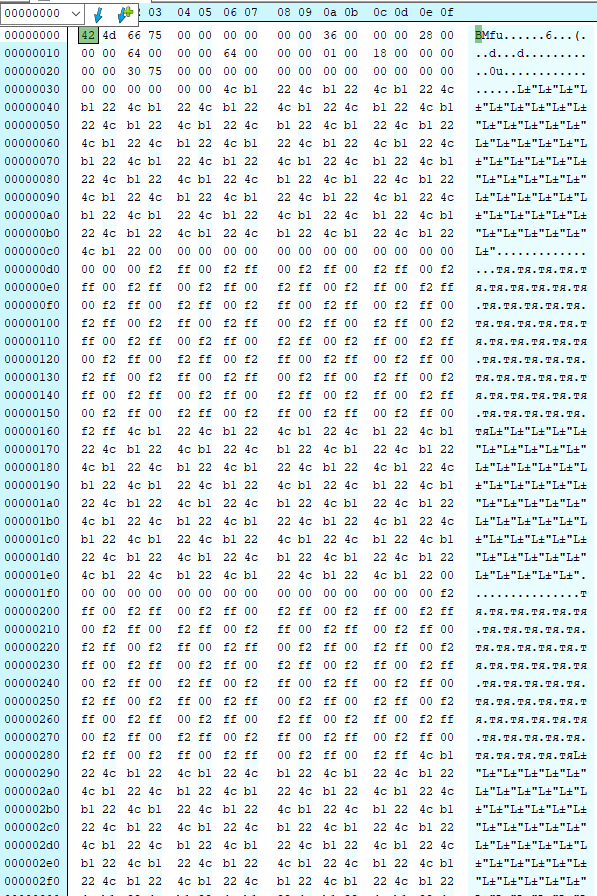 00000000 03 04 05 06 07 08 09 0a 0b 0c 0d 0e 0f
00000000 42 4d 66 75 00 00 00 00 00 00 36 00 00 00 28 00 BMfu......6...(.
00000010 00 00 64 00 00 00 64 00 00 00 01 00 18 00 00 00 ..d...d.........
00000020 00 00 30 75 00 00 00 00 00 00 00 00 00 00 00 00 ..0u............
00000030 00 00 00 00 00 00 4c b1 22 4c b1 22 4c b1 22 4c ......L±"L±"L±"L
00000040 b1 22 4c b1 22 4c b1 22 4c b1 22 4c b1 22 4c b1 ±"L±"L±"L±"L±"L±
00000050 22 4c b1 22 4c b1 22 4c b1 22 4c b1 22 4c b1 22 "L±"L±"L±"L±"L±"
00000060 4c b1 22 4c b1 22 4c b1 22 4c b1 22 4c b1 22 4c L±"L±"L±"L±"L±"L
00000070 b1 22 4c b1 22 4c b1 22 4c b1 22 4c b1 22 4c b1 ±"L±"L±"L±"L±"L±
00000080 22 4c b1 22 4c b1 22 4c b1 22 4c b1 22 4c b1 22 "L±"L±"L±"L±"L±"
00000090 4c b1 22 4c b1 22 4c b1 22 4c b1 22 4c b1 22 4c L±"L±"L±"L±"L±"L
000000a0 b1 22 4c b1 22 4c b1 22 4c b1 22 4c b1 22 4c b1 ±"L±"L±"L±"L±"L±
000000b0 22 4c b1 22 4c b1 22 4c b1 22 4c b1 22 4c b1 22 "L±"L±"L±"L±"L±"
000000c0 4c b1 22 00 00 00 00 00 00 00 00 00 00 00 00 00 L±".............
000000d0 00 00 00 f2 ff 00 f2 ff 00 f2 ff 00 f2 ff 00 f2 ...тя.тя.тя.тя.т
000000e0 ff 00 f2 ff 00 f2 ff 00 f2 ff 00 f2 ff 00 f2 ff я.тя.тя.тя.тя.тя
000000f0 00 f2 ff 00 f2 ff 00 f2 ff 00 f2 ff 00 f2 ff 00 .тя.тя.тя.тя.тя.
00000100 f2 ff 00 f2 ff 00 f2 ff 00 f2 ff 00 f2 ff 00 f2 тя.тя.тя.тя.тя.т
00000110 ff 00 f2 ff 00 f2 ff 00 f2 ff 00 f2 ff 00 f2 ff я.тя.тя.тя.тя.тя
00000120 00 f2 ff 00 f2 ff 00 f2 ff 00 f2 ff 00 f2 ff 00 .тя.тя.тя.тя.тя.
00000130 f2 ff 00 f2 ff 00 f2 ff 00 f2 ff 00 f2 ff 00 f2 тя.тя.тя.тя.тя.т
00000140 ff 00 f2 ff 00 f2 ff 00 f2 ff 00 f2 ff 00 f2 ff я.тя.тя.тя.тя.тя
00000150 00 f2 ff 00 f2 ff 00 f2 ff 00 f2 ff 00 f2 ff 00 .тя.тя.тя.тя.тя.
00000160 f2 ff 4c b1 22 4c b1 22 4c b1 22 4c b1 22 4c b1 тяL±"L±"L±"L±"L±
00000170 22 4c b1 22 4c b1 22 4c b1 22 4c b1 22 4c b1 22 "L±"L±"L±"L±"L±"
00000180 4c b1 22 4c b1 22 4c b1 22 4c b1 22 4c b1 22 4c L±"L±"L±"L±"L±"L
00000190 b1 22 4c b1 22 4c b1 22 4c b1 22 4c b1 22 4c b1 ±"L±"L±"L±"L±"L±
000001a0 22 4c b1 22 4c b1 22 4c b1 22 4c b1 22 4c b1 22 "L±"L±"L±"L±"L±"
000001b0 4c b1 22 4c b1 22 4c b1 22 4c b1 22 4c b1 22 4c L±"L±"L±"L±"L±"L
000001c0 b1 22 4c b1 22 4c b1 22 4c b1 22 4c b1 22 4c b1 ±"L±"L±"L±"L±"L±
000001d0 22 4c b1 22 4c b1 22 4c b1 22 4c b1 22 4c b1 22 "L±"L±"L±"L±"L±"
000001e0 4c b1 22 4c b1 22 4c b1 22 4c b1 22 4c b1 22 00 L±"L±"L±"L±"L±".
000001f0 00 00 00 00 00 00 00 00 00 00 00 00 00 00 00 f2 ...............т
00000200 ff 00 f2 ff 00 f2 ff 00 f2 ff 00 f2 ff 00 f2 ff я.тя.тя.тя.тя.тя
00000210 00 f2 ff 00 f2 ff 00 f2 ff 00 f2 ff 00 f2 ff 00 .тя.тя.тя.тя.тя.
00000220 f2 ff 00 f2 ff 00 f2 ff 00 f2 ff 00 f2 ff 00 f2 тя.тя.тя.тя.тя.т
00000230 ff 00 f2 ff 00 f2 ff 00 f2 ff 00 f2 ff 00 f2 ff я.тя.тя.тя.тя.тя
00000240 00 f2 ff 00 f2 ff 00 f2 ff 00 f2 ff 00 f2 ff 00 .тя.тя.тя.тя.тя.
00000250 f2 ff 00 f2 ff 00 f2 ff 00 f2 ff 00 f2 ff 00 f2 тя.тя.тя.тя.тя.т
00000260 ff 00 f2 ff 00 f2 ff 00 f2 ff 00 f2 ff 00 f2 ff я.тя.тя.тя.тя.тя
00000270 00 f2 ff 00 f2 ff 00 f2 ff 00 f2 ff 00 f2 ff 00 .тя.тя.тя.тя.тя.
00000280 f2 ff 00 f2 ff 00 f2 ff 00 f2 ff 00 f2 ff 4c b1 тя.тя.тя.тя.тяL±
00000290 22 4c b1 22 4c b1 22 4c b1 22 4c b1 22 4c b1 22 "L±"L±"L±"L±"L±"
000002a0 4c b1 22 4c b1 22 4c b1 22 4c b1 22 4c b1 22 4c L±"L±"L±"L±"L±"L
000002b0 b1 22 4c b1 22 4c b1 22 4c b1 22 4c b1 22 4c b1 ±"L±"L±"L±"L±"L±
000002c0 22 4c b1 22 4c b1 22 4c b1 22 4c b1 22 4c b1 22 "L±"L±"L±"L±"L±"
000002d0 4c b1 22 4c b1 22 4c b1 22 4c b1 22 4c b1 22 4c L±"L±"L±"L±"L±"L
000002e0 b1 22 4c b1 22 4c b1 22 4c b1 22 4c b1 22 4c b1 ±"L±"L±"L±"L±"L±
000002f0 22 4c b1 22 4c b1 22 4c b1 22 4c b1 22 4c b1 22 "L±"L±"L±"L±"L±"